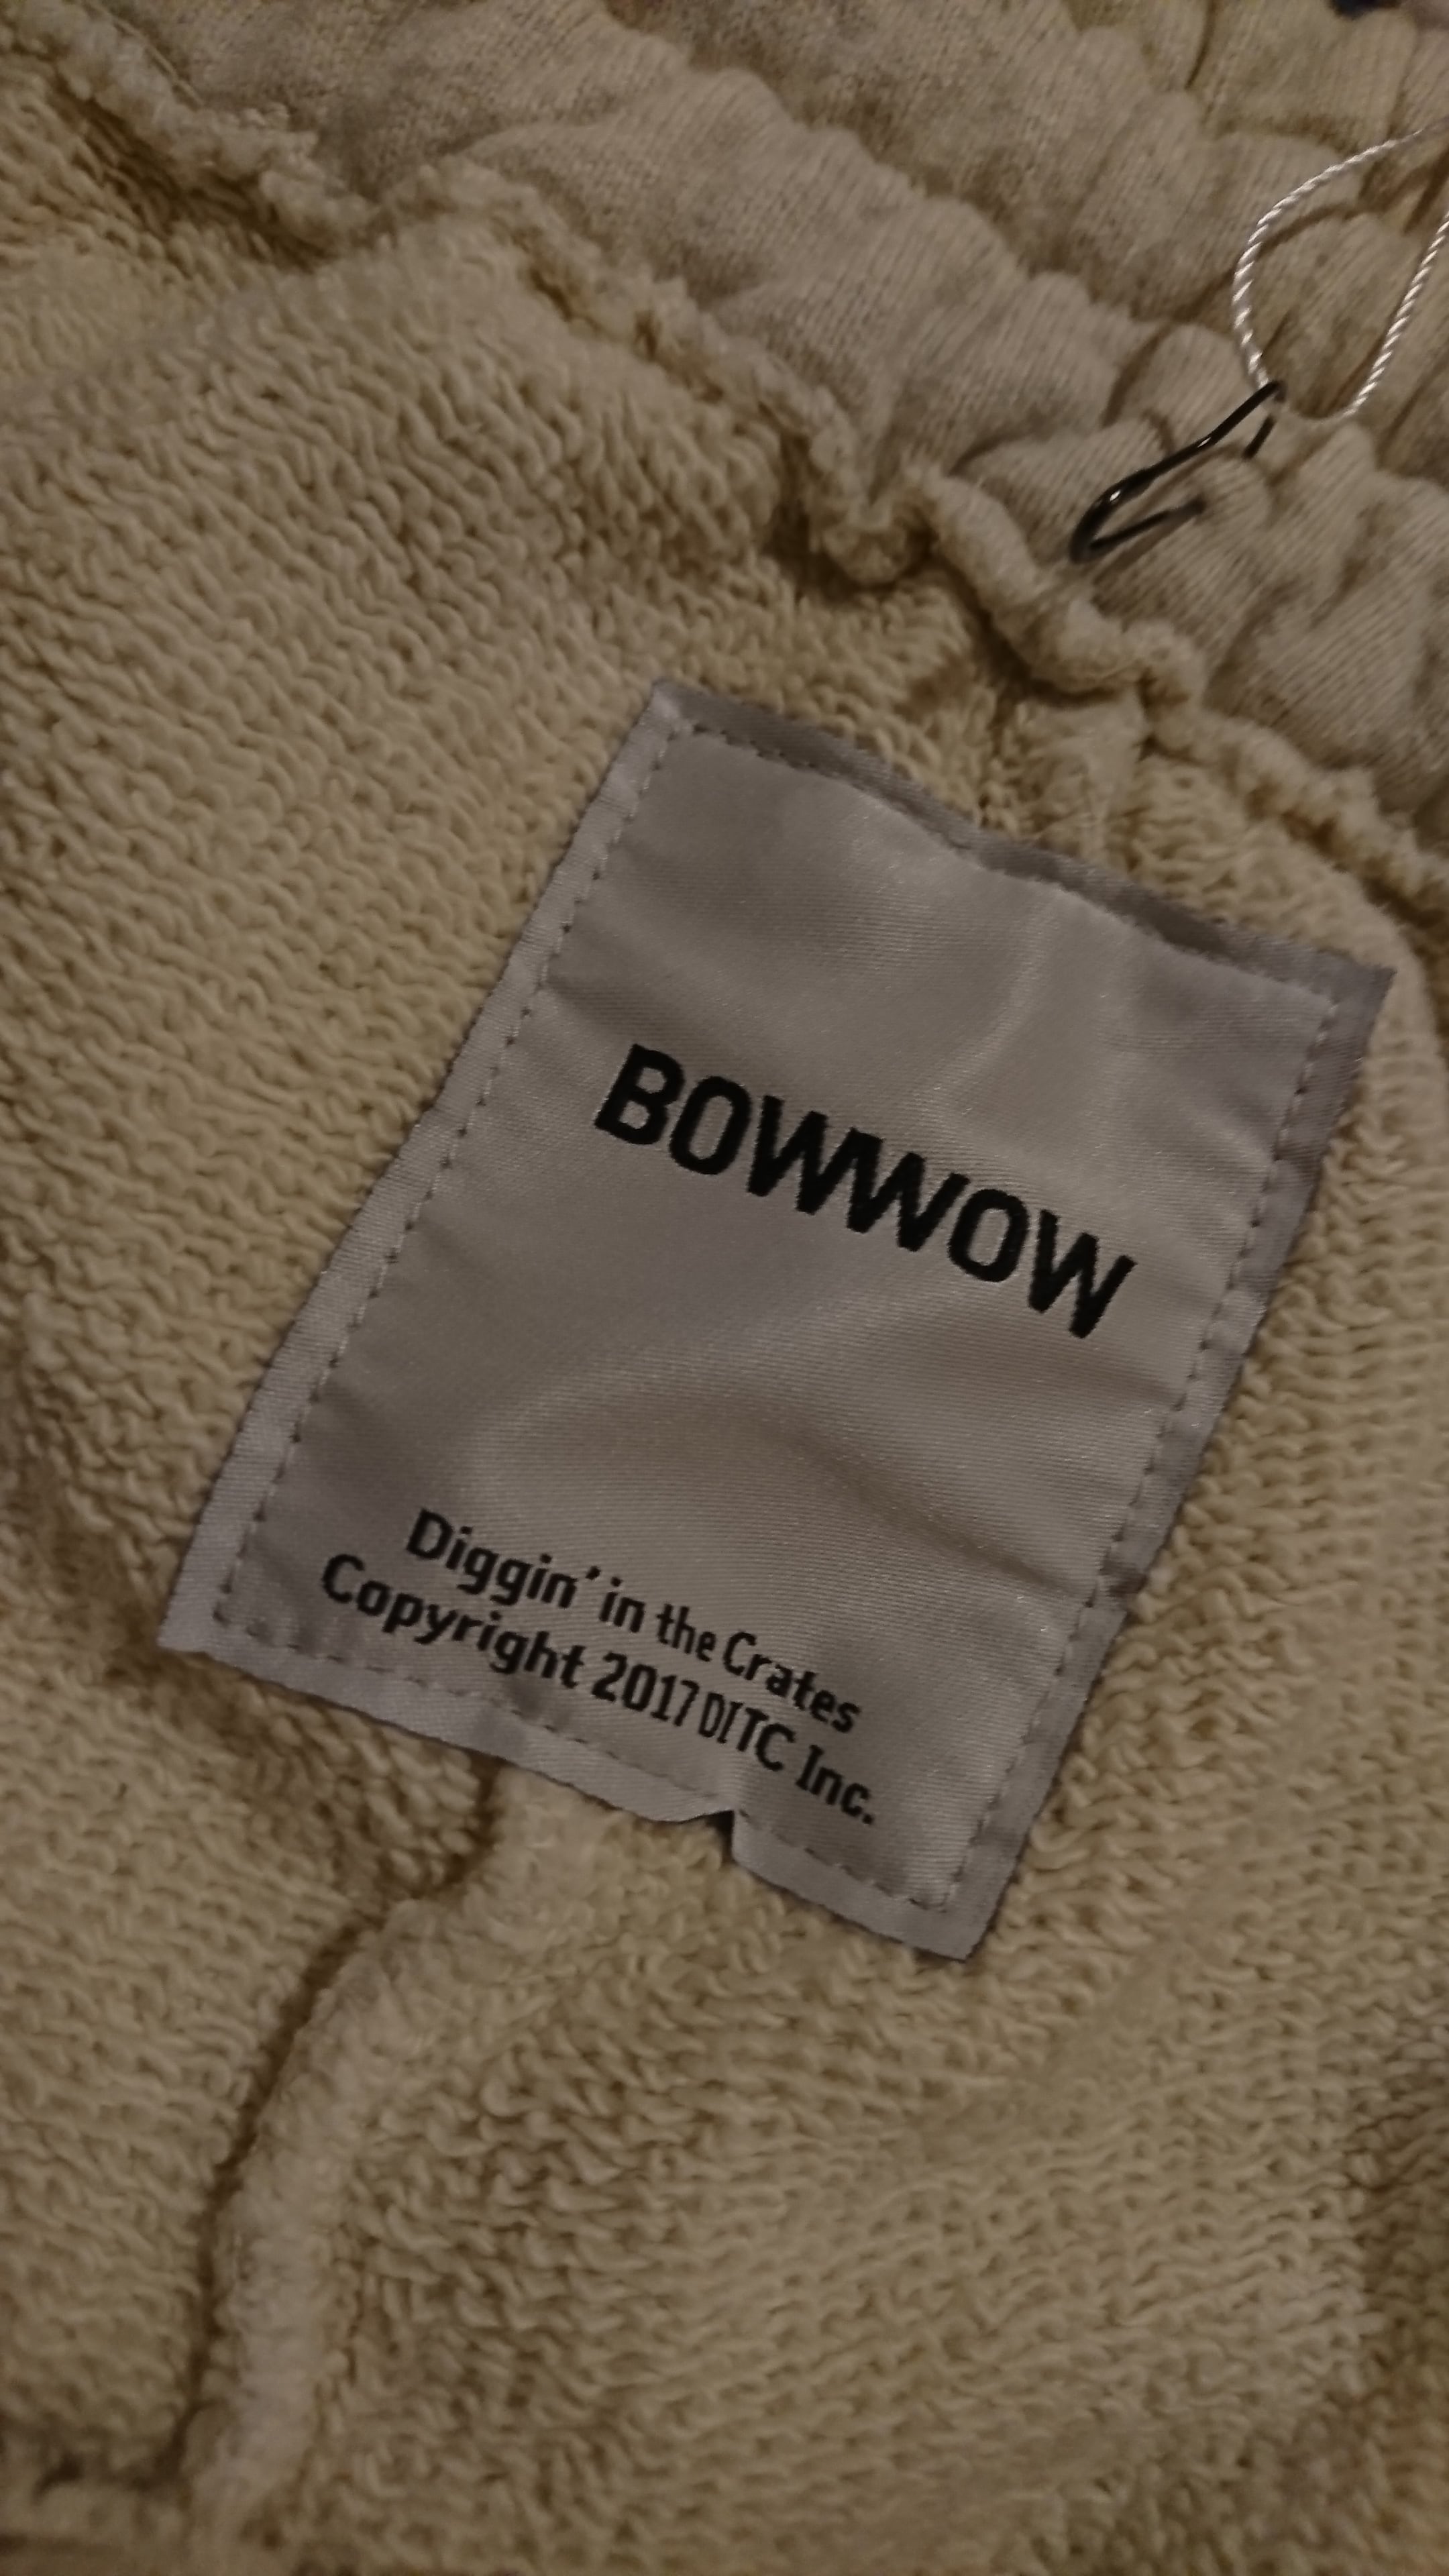 BOWWOW
Diggin' in the Crates
Copyright 2017 DITC Inc.